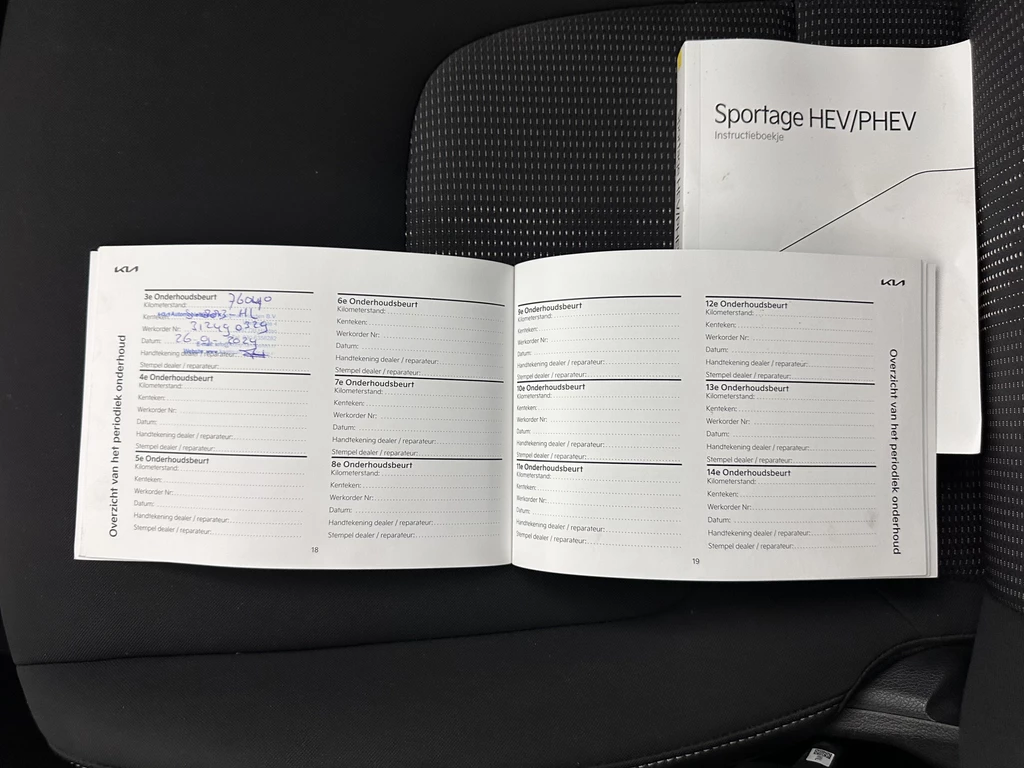 Sportage HEV/PHEV
Instructieboekje
KIA
Overzicht van het periodiek onderhoud
3e Onderhoudsbeurt 76040
Kilometerstand:
Kenteken:
Werkorder Nr:
Datum: 26-01-2024
Handtekening dealer / reparateur:
Stempel dealer / reparateur:
4e Onderhoudsbeurt
Kilometerstand:
Kenteken:
Werkorder Nr:
Datum:
Handtekening dealer / reparateur:
Stempel dealer / reparateur:
5e Onderhoudsbeurt
Kilometerstand:
Kenteken:
Werkorder Nr:
Datum:
Handtekening dealer / reparateur:
Stempel dealer / reparateur:
6e Onderhoudsbeurt
Kilometerstand:
Kenteken:
Werkorder Nr:
Datum:
Handtekening dealer / reparateur:
Stempel dealer / reparateur:
7e Onderhoudsbeurt
Kilometerstand:
Kenteken:
Werkorder Nr:
Datum:
Handtekening dealer / reparateur:
Stempel dealer / reparateur:
8e Onderhoudsbeurt
Kilometerstand:
Kenteken:
Werkorder Nr:
Datum:
Handtekening dealer / reparateur:
Stempel dealer / reparateur:
18
KIA
9e Onderhoudsbeurt
Kilometerstand:
Kenteken:
Werkorder Nr:
Datum:
Handtekening dealer / reparateur:
Stempel dealer / reparateur:
10e Onderhoudsbeurt
Kilometerstand:
Kenteken:
Werkorder Nr:
Datum:
Handtekening dealer / reparateur:
Stempel dealer / reparateur:
11e Onderhoudsbeurt
Kilometerstand:
Kenteken:
Werkorder Nr:
Datum:
Handtekening dealer / reparateur:
Stempel dealer / reparateur:
12e Onderhoudsbeurt
Kilometerstand:
Kenteken:
Werkorder Nr:
Datum:
Handtekening dealer / reparateur:
Stempel dealer / reparateur:
13e Onderhoudsbeurt
Kilometerstand:
Kenteken:
Werkorder Nr:
Datum:
Handtekening dealer / reparateur:
Stempel dealer / reparateur:
14e Onderhoudsbeurt
Kilometerstand:
Kenteken:
Werkorder Nr:
Datum:
Handtekening dealer / reparateur:
Stempel dealer / reparateur:
Overzicht van het periodiek onderhoud
19